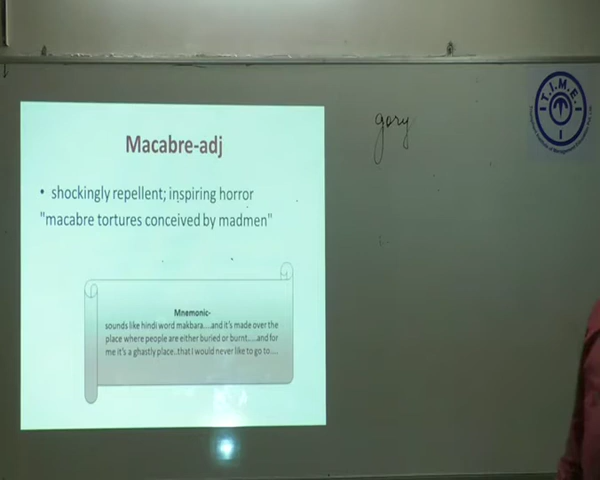 Macabre-adj
• shockingly repellent; inspiring horror
"macabre tortures conceived by madmen"
Mnemonic-
sounds like hindi word makbara....and it's made over the
place where people are either buried or burnt.....and for
me it's a ghastly place..that I would never like to go to....
gory
T.I.M.E.